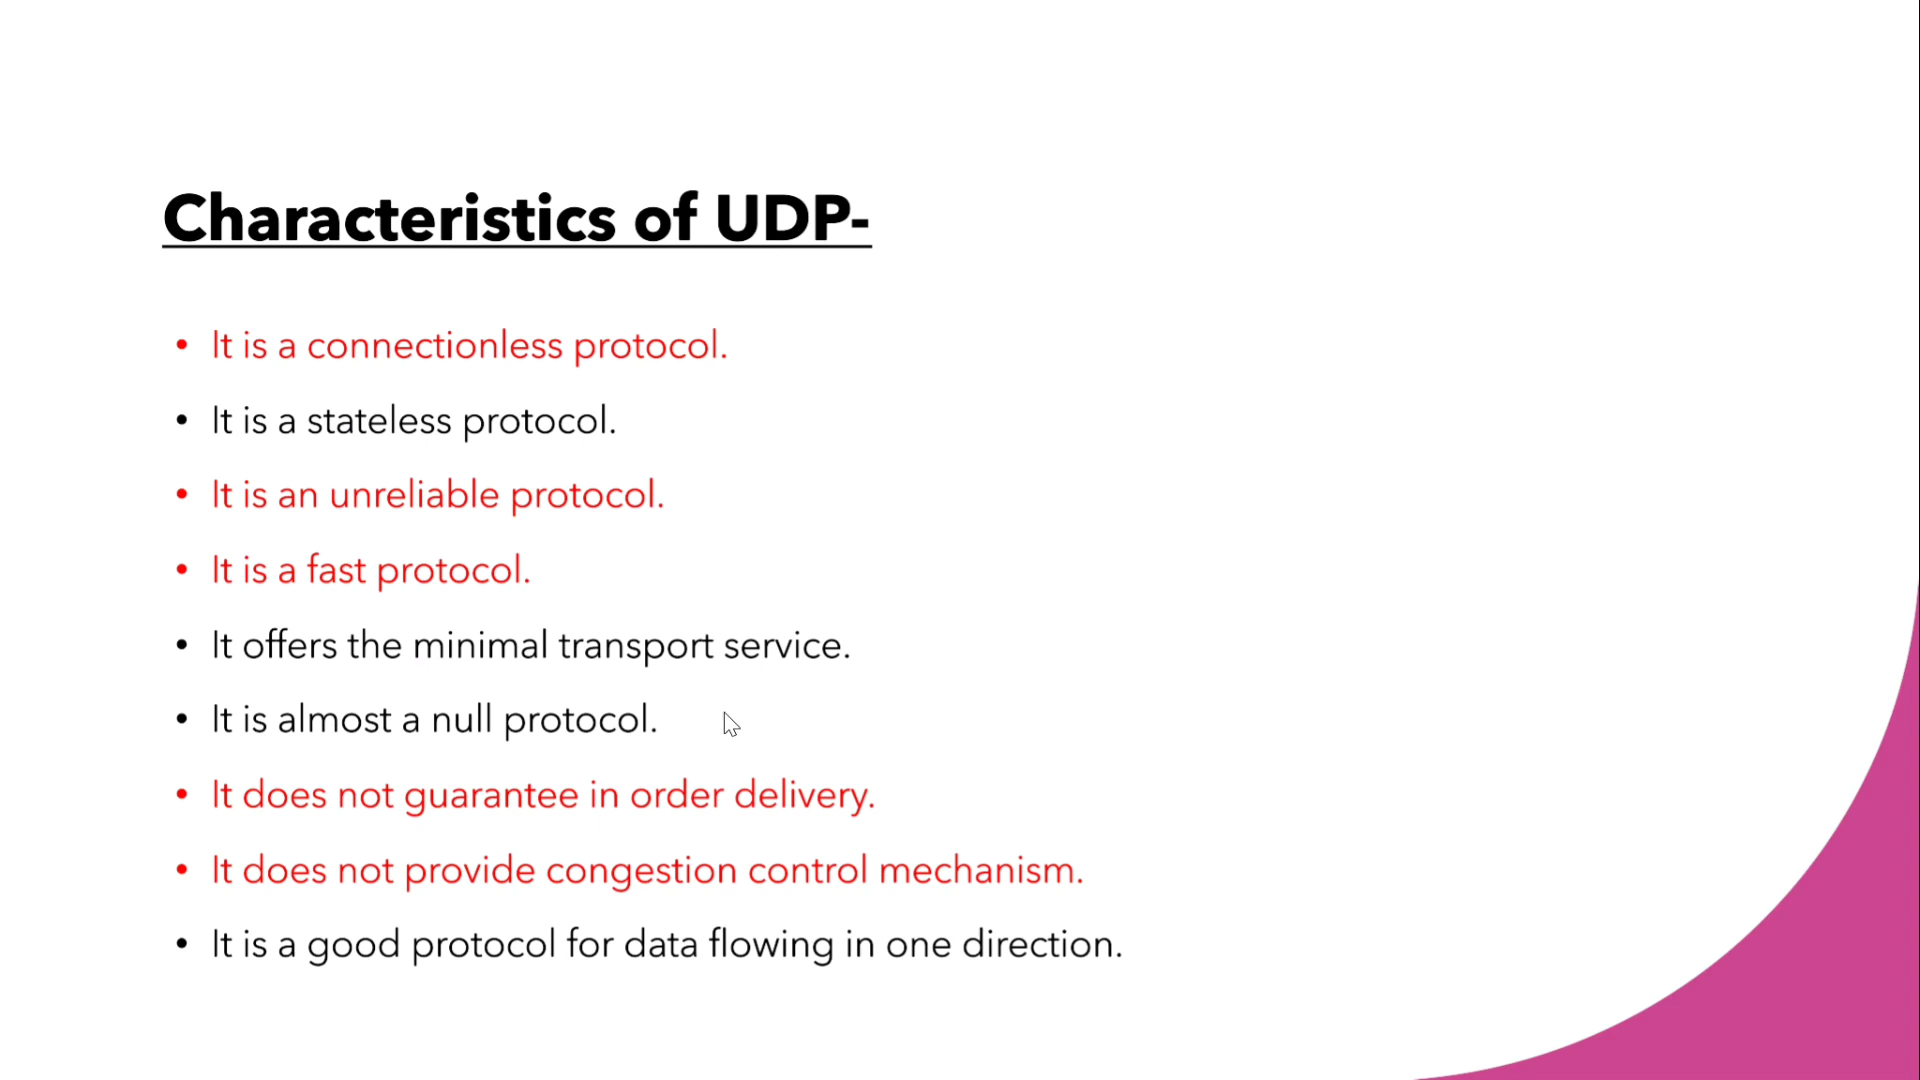 Characteristics of UDP-
• It is a connectionless protocol.
• It is a stateless protocol.
• It is an unreliable protocol.
• It is a fast protocol.
• It offers the minimal transport service.
• It is almost a null protocol.
• It does not guarantee in order delivery.
• It does not provide congestion control mechanism.
• It is a good protocol for data flowing in one direction.